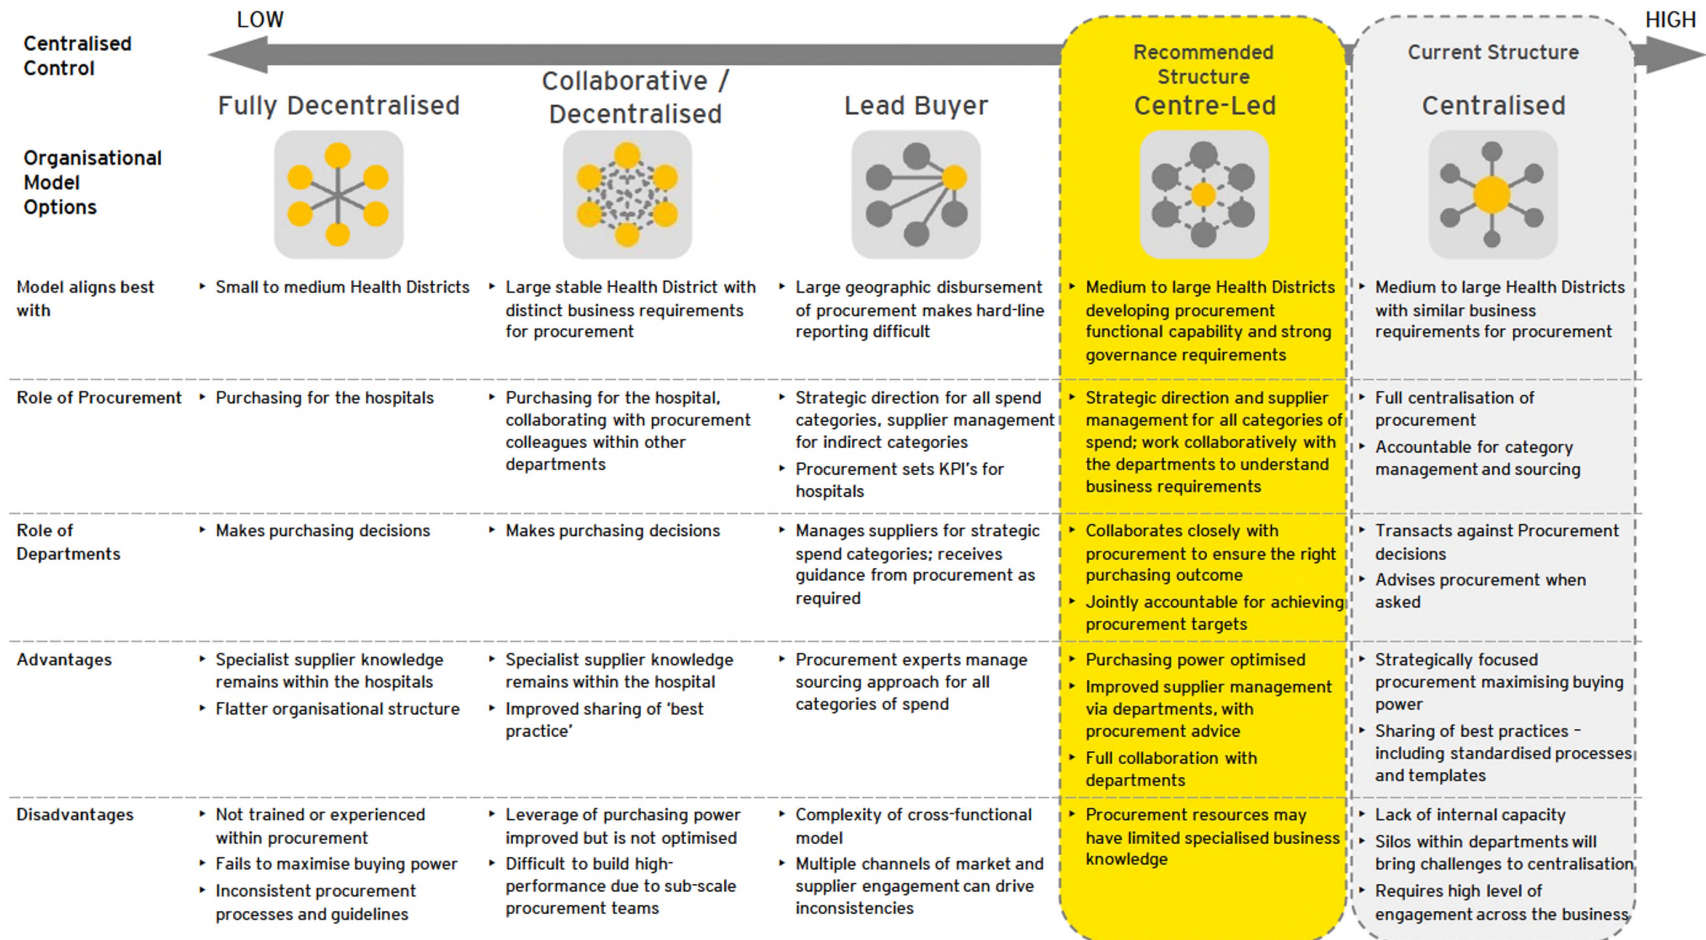 LOW
HIGH
Centralised
Control
Recommended
Structure
Current Structure
Fully Decentralised
Collaborative /
Decentralised
Lead Buyer
Centre-Led
Centralised
Organisational
Model
Options
Model aligns best
with
‣ Small to medium Health Districts
‣ Large stable Health District with
distinct business requirements
for procurement
‣ Large geographic disbursement
of procurement makes hard-line
reporting difficult
‣ Medium to large Health Districts
developing procurement
functional capability and strong
governance requirements
‣ Medium to large Health Districts
with similar business
requirements for procurement
Role of Procurement
‣ Purchasing for the hospitals
‣ Purchasing for the hospital,
collaborating with procurement
colleagues within other
departments
‣ Strategic direction for all spend
categories, supplier management
for indirect categories
‣ Procurement sets KPI's for
hospitals
‣ Strategic direction and supplier
management for all categories of
spend; work collaboratively with
the departments to understand
business requirements
‣ Full centralisation of
procurement
‣ Accountable for category
management and sourcing
Role of
Departments
‣ Makes purchasing decisions
‣ Makes purchasing decisions
‣ Manages suppliers for strategic
spend categories; receives
guidance from procurement as
required
‣ Collaborates closely with
procurement to ensure the right
purchasing outcome
‣ Jointly accountable for achieving
procurement targets
‣ Transacts against Procurement
decisions
‣ Advises procurement when
asked
Advantages
‣ Specialist supplier knowledge
remains within the hospitals
‣ Flatter organisational structure
‣ Specialist supplier knowledge
remains within the hospital
‣ Improved sharing of 'best
practice'
‣ Procurement experts manage
sourcing approach for all
categories of spend
‣ Purchasing power optimised
‣ Improved supplier management
via departments, with
procurement advice
‣ Full collaboration with
departments
‣ Strategically focused
procurement maximising buying
power
‣ Sharing of best practices –
including standardised processes
and templates
Disadvantages
‣ Not trained or experienced
within procurement
‣ Fails to maximise buying power
‣ Inconsistent procurement
processes and guidelines
‣ Leverage of purchasing power
improved but is not optimised
‣ Difficult to build high-
performance due to sub-scale
procurement teams
‣ Complexity of cross-functional
model
‣ Multiple channels of market and
supplier engagement can drive
inconsistencies
‣ Procurement resources may
have limited specialised business
knowledge
‣ Lack of internal capacity
‣ Silos within departments will
bring challenges to centralisation
‣ Requires high level of
engagement across the business